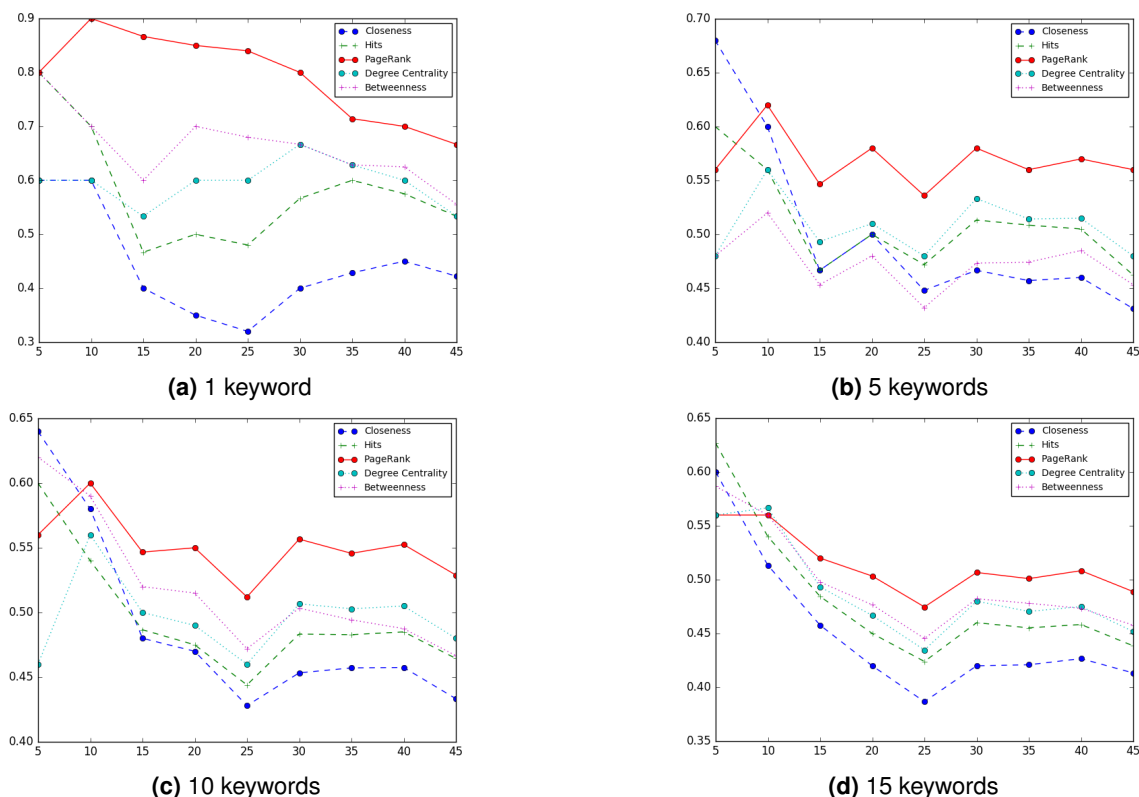 0.9
0.8
0.7
0.6
0.5
0.4
0.3
5 10 15 20 25 30 35 40 45
Closeness
Hits
PageRank
Degree Centrality
Betweenness
(a) 1 keyword
0.70
0.65
0.60
0.55
0.50
0.45
0.40
5 10 15 20 25 30 35 40 45
Closeness
Hits
PageRank
Degree Centrality
Betweenness
(b) 5 keywords
0.65
0.60
0.55
0.50
0.45
0.40
5 10 15 20 25 30 35 40 45
Closeness
Hits
PageRank
Degree Centrality
Betweenness
(c) 10 keywords
0.65
0.60
0.55
0.50
0.45
0.40
0.35
5 10 15 20 25 30 35 40 45
Closeness
Hits
PageRank
Degree Centrality
Betweenness
(d) 15 keywords